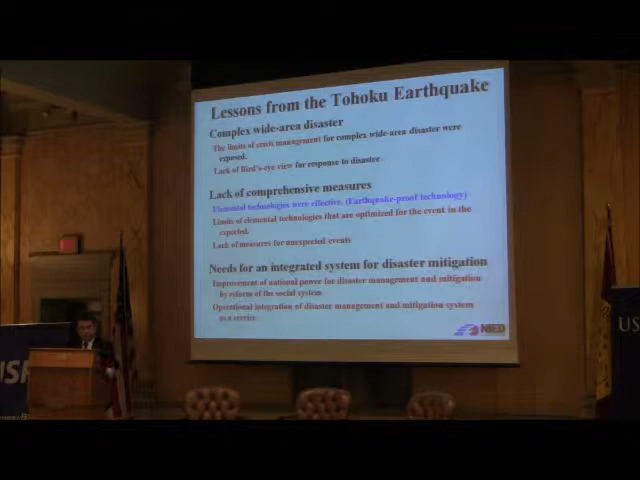 Lessons from the Tohoku Earthquake
Complex wide-area disaster
The limits of crisis management for complex wide-area disaster were
exposed.
Lack of Bird's-eye view for response to disaster
Lack of comprehensive measures
Elemental technologies were effective. (Earthquake-proof technology)
Limits of elemental technologies that are optimized for the event in the
expected.
Lack of measures for unexpected events
Needs for an integrated system for disaster mitigation
Improvement of national power for disaster management and mitigation
by reform of the social system
Operational integration of disaster management and mitigation system
as a service
NIED
US